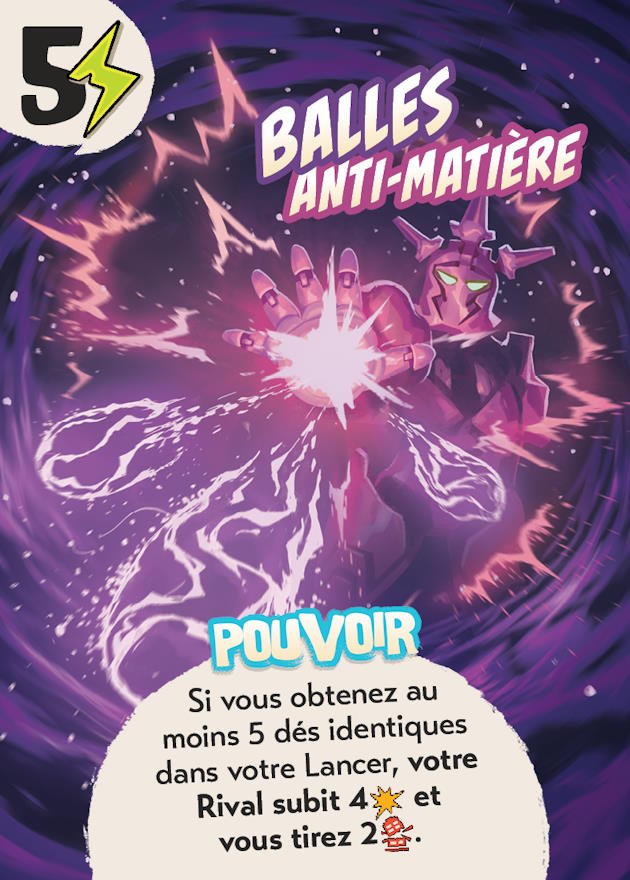 5
BALLES
ANTI-MATIÈRE
POUVOIR
Si vous obtenez au
moins 5 dés identiques
dans votre Lancer, votre
Rival subit 4 et
vous tirez 2.